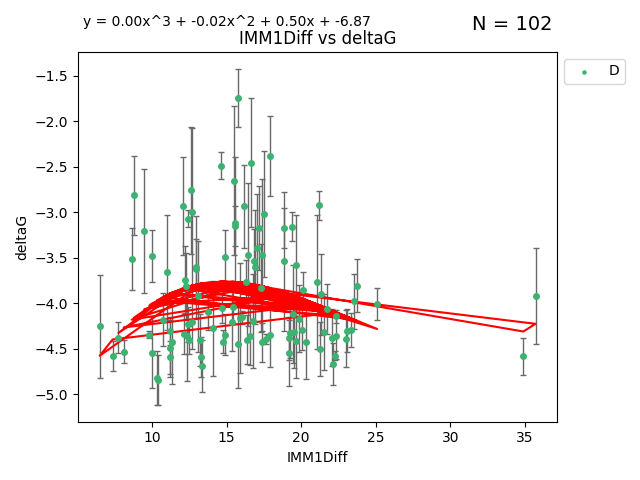 y = 0.00x^3 + -0.02x^2 + 0.50x + -6.87
N = 102
IMM1Diff vs deltaG
D
deltaG
−1.5
−2.0
−2.5
−3.0
−3.5
−4.0
−4.5
−5.0
10 15 20 25 30 35
IMM1Diff